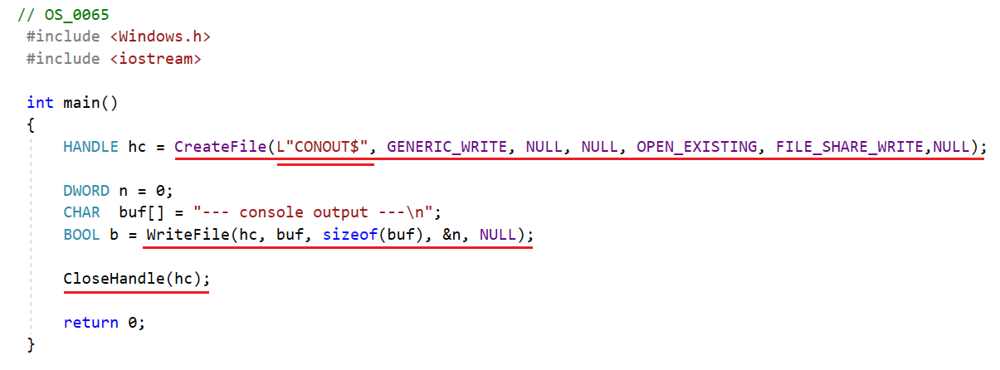 // OS_0065
#include <Windows.h>
#include <iostream>
int main()
{
HANDLE hc = CreateFile(L"CONOUT$", GENERIC_WRITE, NULL, NULL, OPEN_EXISTING, FILE_SHARE_WRITE,NULL);
DWORD n = 0;
CHAR  buf[] = "--- console output ---\n";
BOOL b = WriteFile(hc, buf, sizeof(buf), &n, NULL);
CloseHandle(hc);
return 0;
}